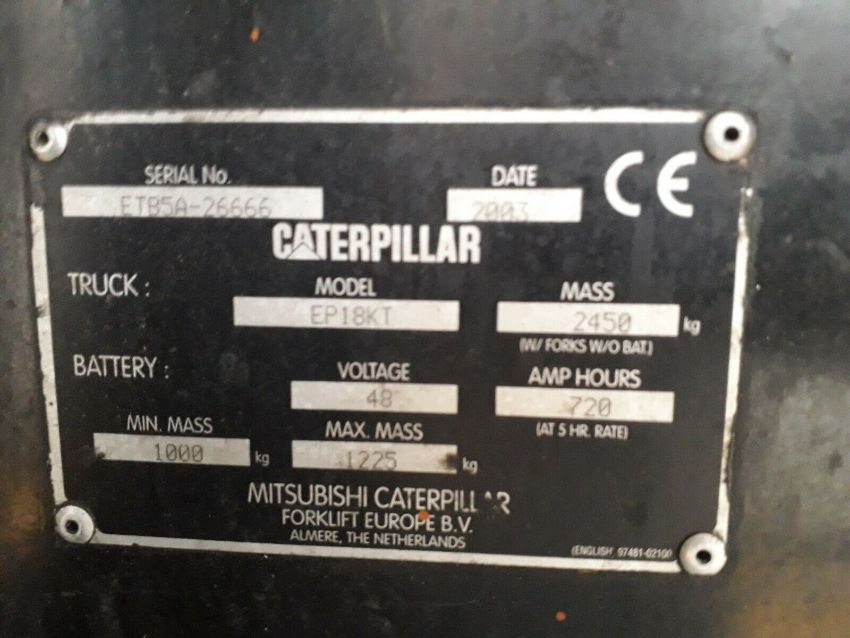 SERIAL No. DATE CE
ETB5A-26666 2003
CATERPILLAR
TRUCK : MODEL MASS
EP18KT 2450 kg
(W/ FORKS W/O BAT.)
BATTERY : VOLTAGE AMP HOURS
48 720
MIN. MASS MAX. MASS (AT 5 HR. RATE)
1000 kg 1225 kg
MITSUBISHI CATERPILLAR
FORKLIFT EUROPE B.V.
ALMERE, THE NETHERLANDS
(ENGLISH 97481-02100